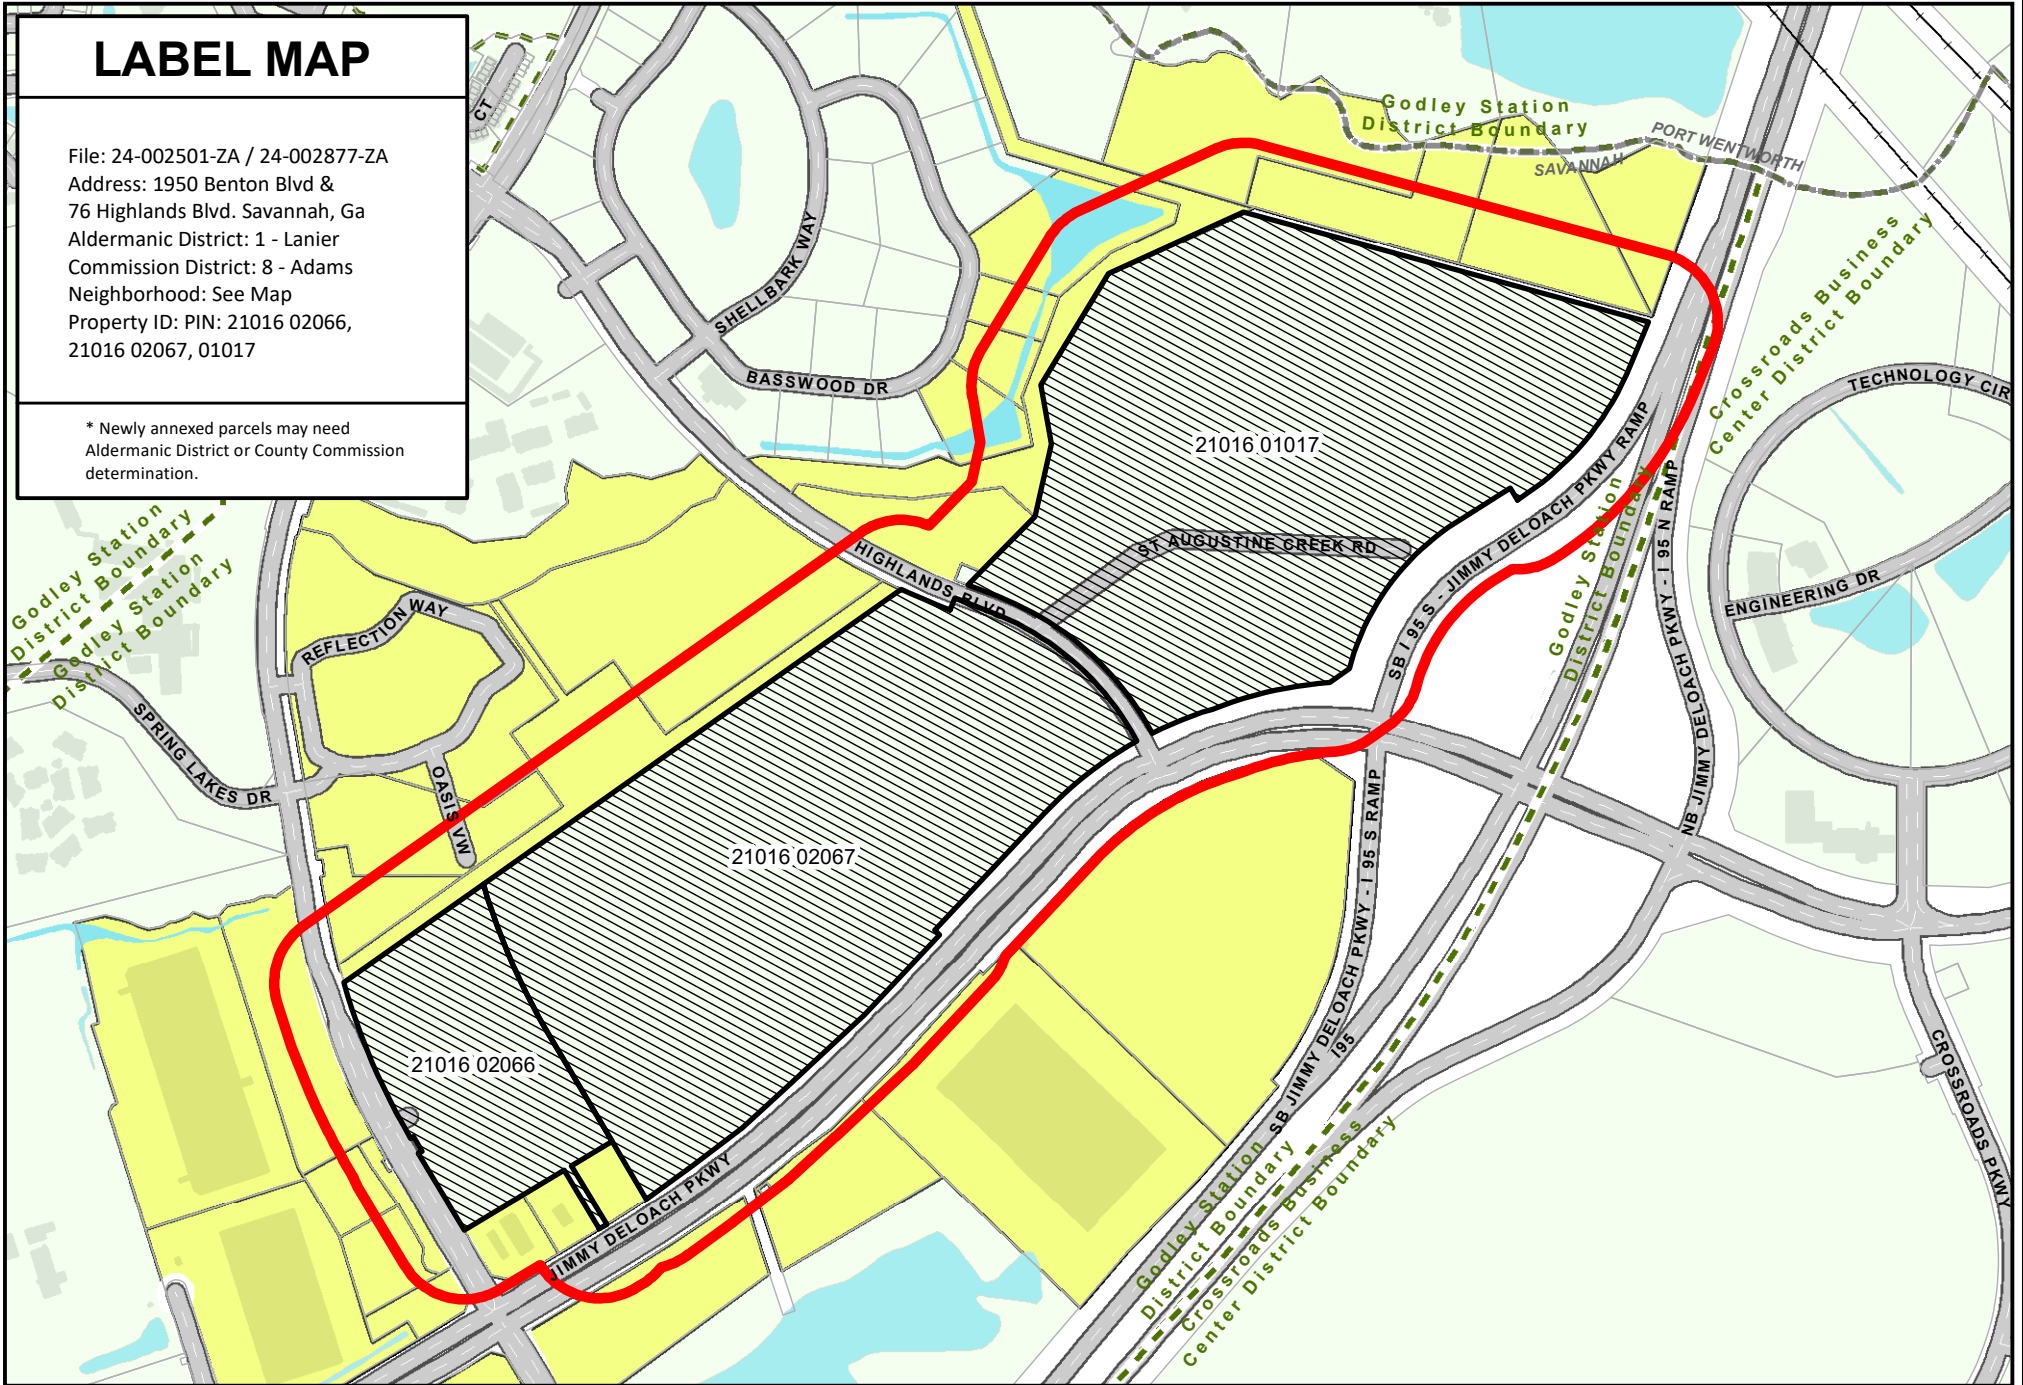 LABEL MAP
File: 24-002501-ZA / 24-002877-ZA
Address: 1950 Benton Blvd &
76 Highlands Blvd. Savannah, Ga
Aldermanic District: 1 - Lanier
Commission District: 8 - Adams
Neighborhood: See Map
Property ID: PIN: 21016 02066,
21016 02067, 01017
* Newly annexed parcels may need
Aldermanic District or County Commission
determination.
CT
Godley Station
District Boundary
PORT WENTWORTH
SAVANNAH
Crossroads Business
Center District Boundary
SHELLBARK WAY
BASSWOOD DR
TECHNOLOGY CIR
21016 01017
SB I 95 S - JIMMY DELOACH PKWY RAMP
Godley Station
District Boundary
Godley Station
District Boundary
HIGHLANDS BLVD
ST AUGUSTINE CREEK RD
Godley Station
District Boundary
NB JIMMY DELOACH PKWY - I 95 N RAMP
ENGINEERING DR
REFLECTION WAY
SPRING LAKES DR
OASIS VW
21016 02067
SB JIMMY DELOACH PKWY - I 95 S RAMP
I95
21016 02066
JIMMY DELOACH PKWY
CROSSROADS PKWY
Godley Station
District Boundary
Crossroads Business
Center District Boundary